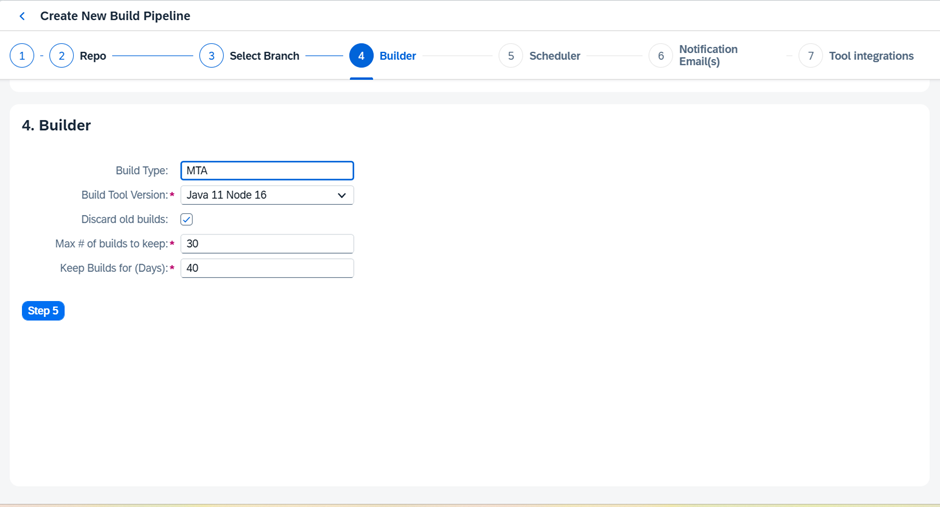 Create New Build Pipeline
1 - 2 Repo 3 Select Branch 4 Builder 5 Scheduler 6 Notification Email(s) 7 Tool integrations
4. Builder
Build Type: MTA
Build Tool Version:* Java 11 Node 16
Discard old builds:
Max # of builds to keep:* 30
Keep Builds for (Days):* 40
Step 5